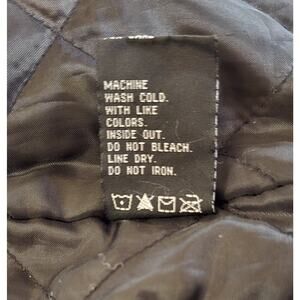 MACHINE
WASH COLD.
WITH LIKE
COLORS.
INSIDE OUT.
DO NOT BLEACH.
LINE DRY.
DO NOT IRON.